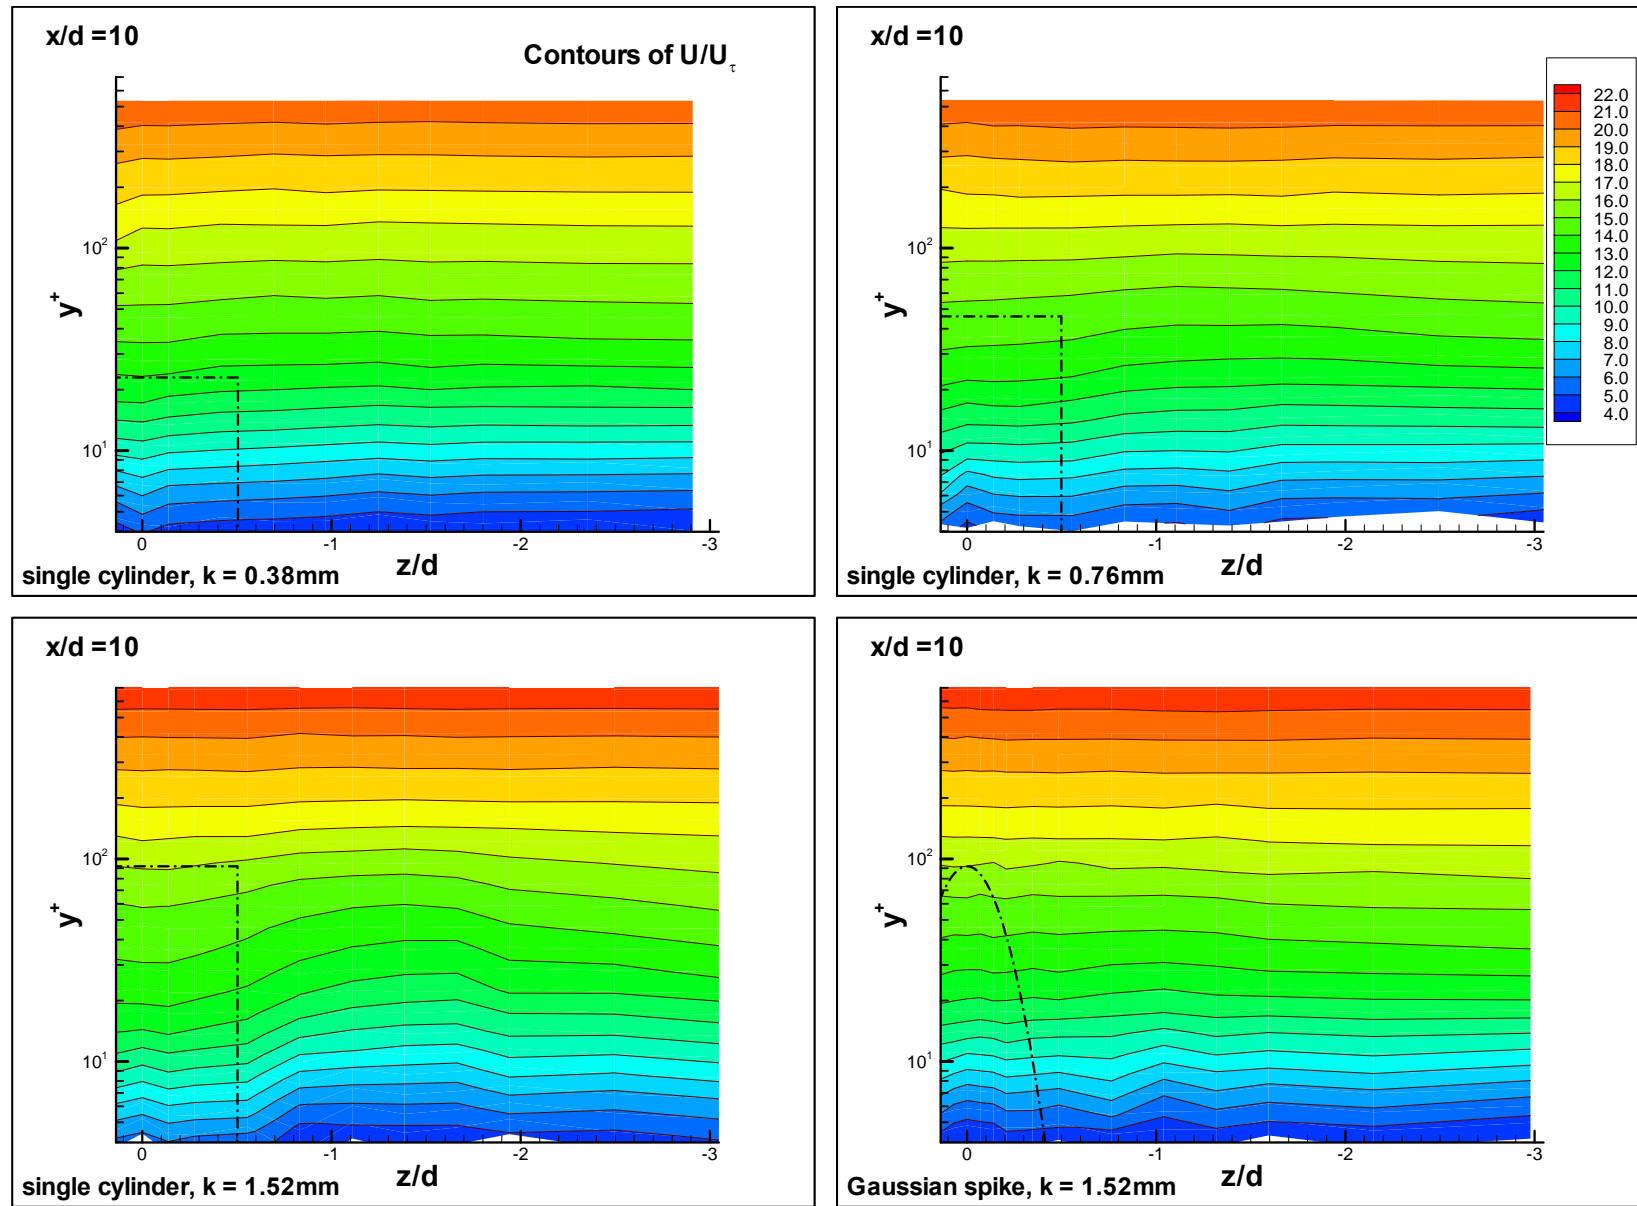 x/d =10
Contours of U/Uτ
10²
y⁺
10¹
0 -1 -2 -3
single cylinder, k = 0.38mm z/d
x/d =10
22.0
21.0
20.0
19.0
18.0
17.0
16.0
15.0
14.0
13.0
12.0
11.0
10.0
9.0
8.0
7.0
6.0
5.0
4.0
10²
y⁺
10¹
0 -1 -2 -3
single cylinder, k = 0.76mm z/d
x/d =10
10²
y⁺
10¹
0 -1 -2 -3
single cylinder, k = 1.52mm z/d
x/d =10
10²
y⁺
10¹
0 -1 -2 -3
Gaussian spike, k = 1.52mm z/d